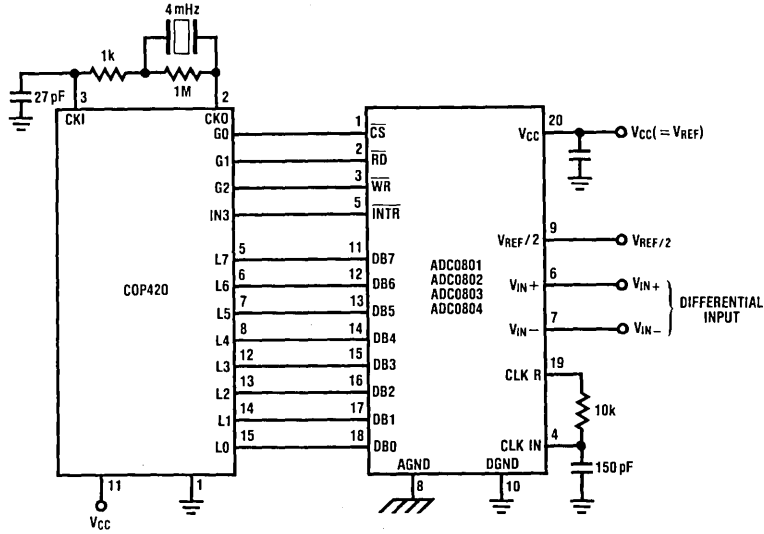 4 mHz
1k
1M
27 pF
3
2
CKI
CKO
G0
G1
G2
IN3
L7
L6
L5
L4
L3
L2
L1
L0
5
6
7
8
12
13
14
15
COP420
11
1
VCC
1
2
3
5
11
12
13
14
15
16
17
18
CS
RD
WR
INTR
DB7
DB6
DB5
DB4
DB3
DB2
DB1
DB0
ADC0801
ADC0802
ADC0803
ADC0804
AGND
DGND
8
10
VCC
20
VCC(=VREF)
VREF/2
9
VREF/2
VIN+
6
VIN+
VIN−
7
VIN−
DIFFERENTIAL
INPUT
CLK R
19
10k
CLK IN
4
150 pF